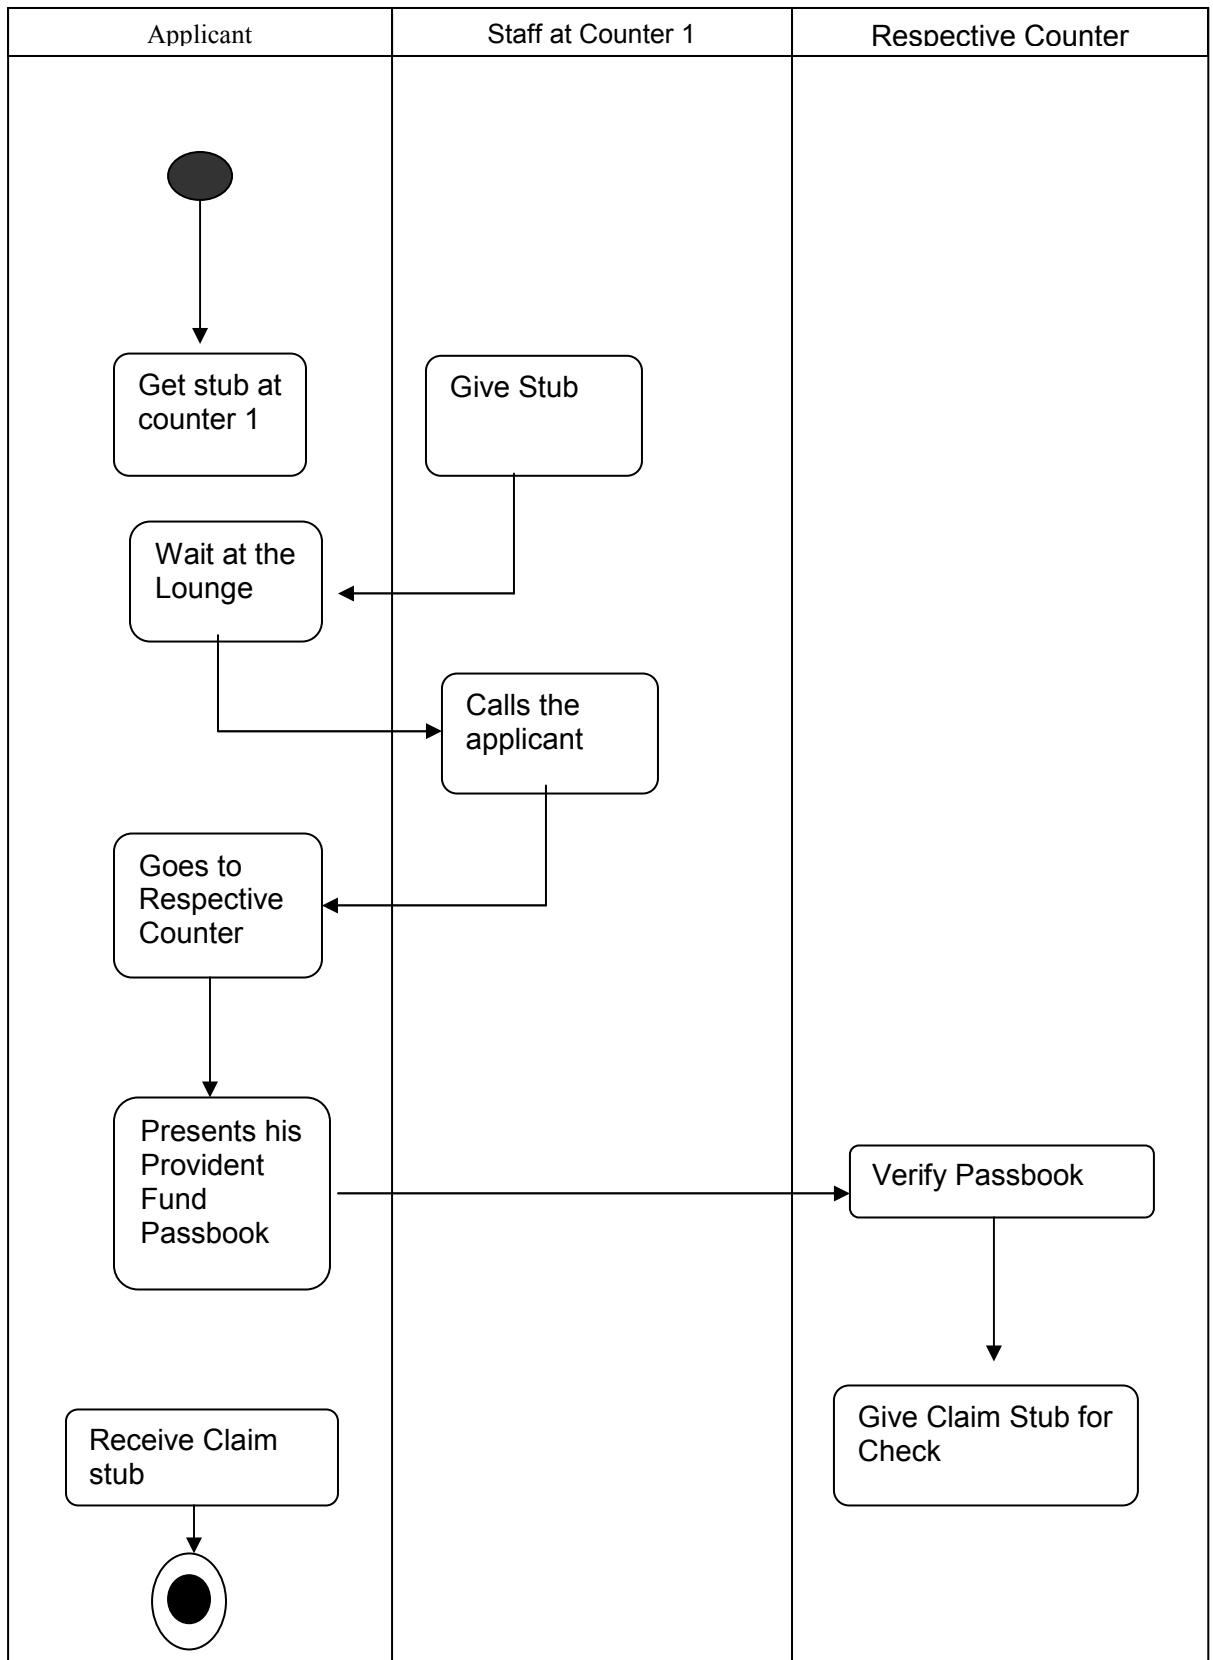 Applicant
Staff at Counter 1
Respective Counter
Get stub at
counter 1
Give Stub
Wait at the
Lounge
Calls the
applicant
Goes to
Respective
Counter
Presents his
Provident
Fund
Passbook
Verify Passbook
Give Claim Stub for
Check
Receive Claim
stub